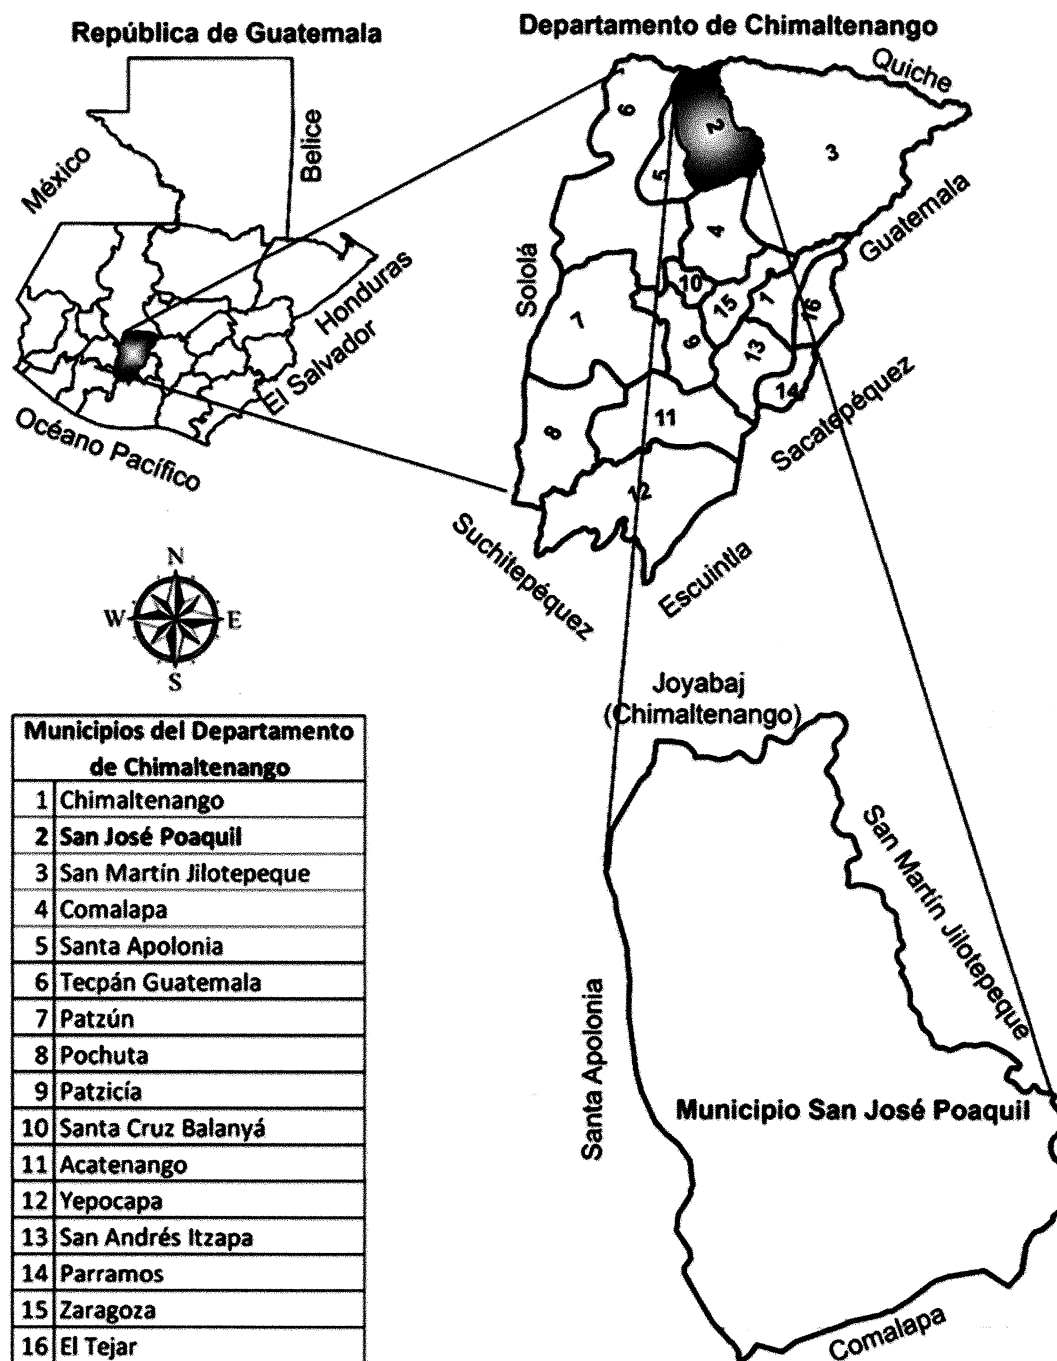 República de Guatemala
México
Belice
Honduras
El Salvador
Océano Pacífico
Departamento de Chimaltenango
Quiche
Guatemala
Sololá
Sacatepéquez
Suchitepéquez
Escuintla
6
2
3
5
4
10
7
15
1
16
9
13
14
8
11
12
N
W
E
S
Municipios del Departamento
de Chimaltenango
1 Chimaltenango
2 San José Poaquil
3 San Martín Jilotepeque
4 Comalapa
5 Santa Apolonia
6 Tecpán Guatemala
7 Patzún
8 Pochuta
9 Patzicía
10 Santa Cruz Balanyá
11 Acatenango
12 Yepocapa
13 San Andrés Itzapa
14 Parramos
15 Zaragoza
16 El Tejar
Joyabaj
(Chimaltenango)
San Martín Jilotepeque
Santa Apolonia
Municipio San José Poaquil
Comalapa